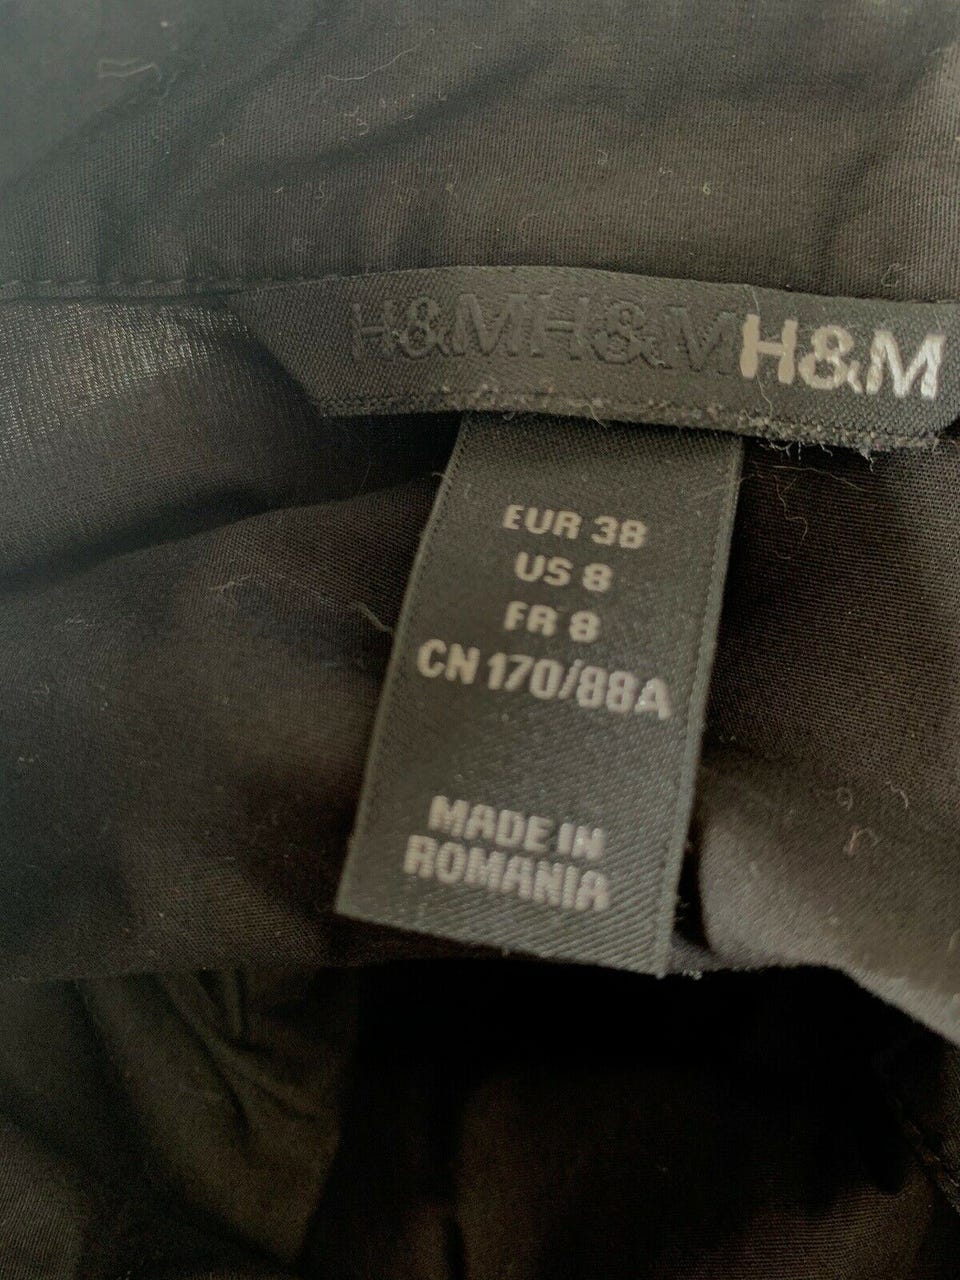 H&MH&MH&M
EUR 38
US 8
FR 8
CN 170/88A
MADE IN
ROMANIA